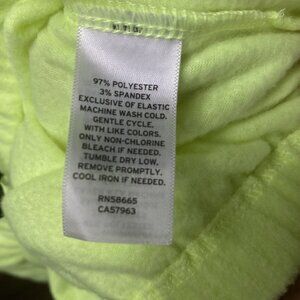 97% POLYESTER
3% SPANDEX
EXCLUSIVE OF ELASTIC
MACHINE WASH COLD.
GENTLE CYCLE.
WITH LIKE COLORS.
ONLY NON-CHLORINE
BLEACH IF NEEDED.
TUMBLE DRY LOW.
REMOVE PROMPTLY.
COOL IRON IF NEEDED.
RN58665
CA57963